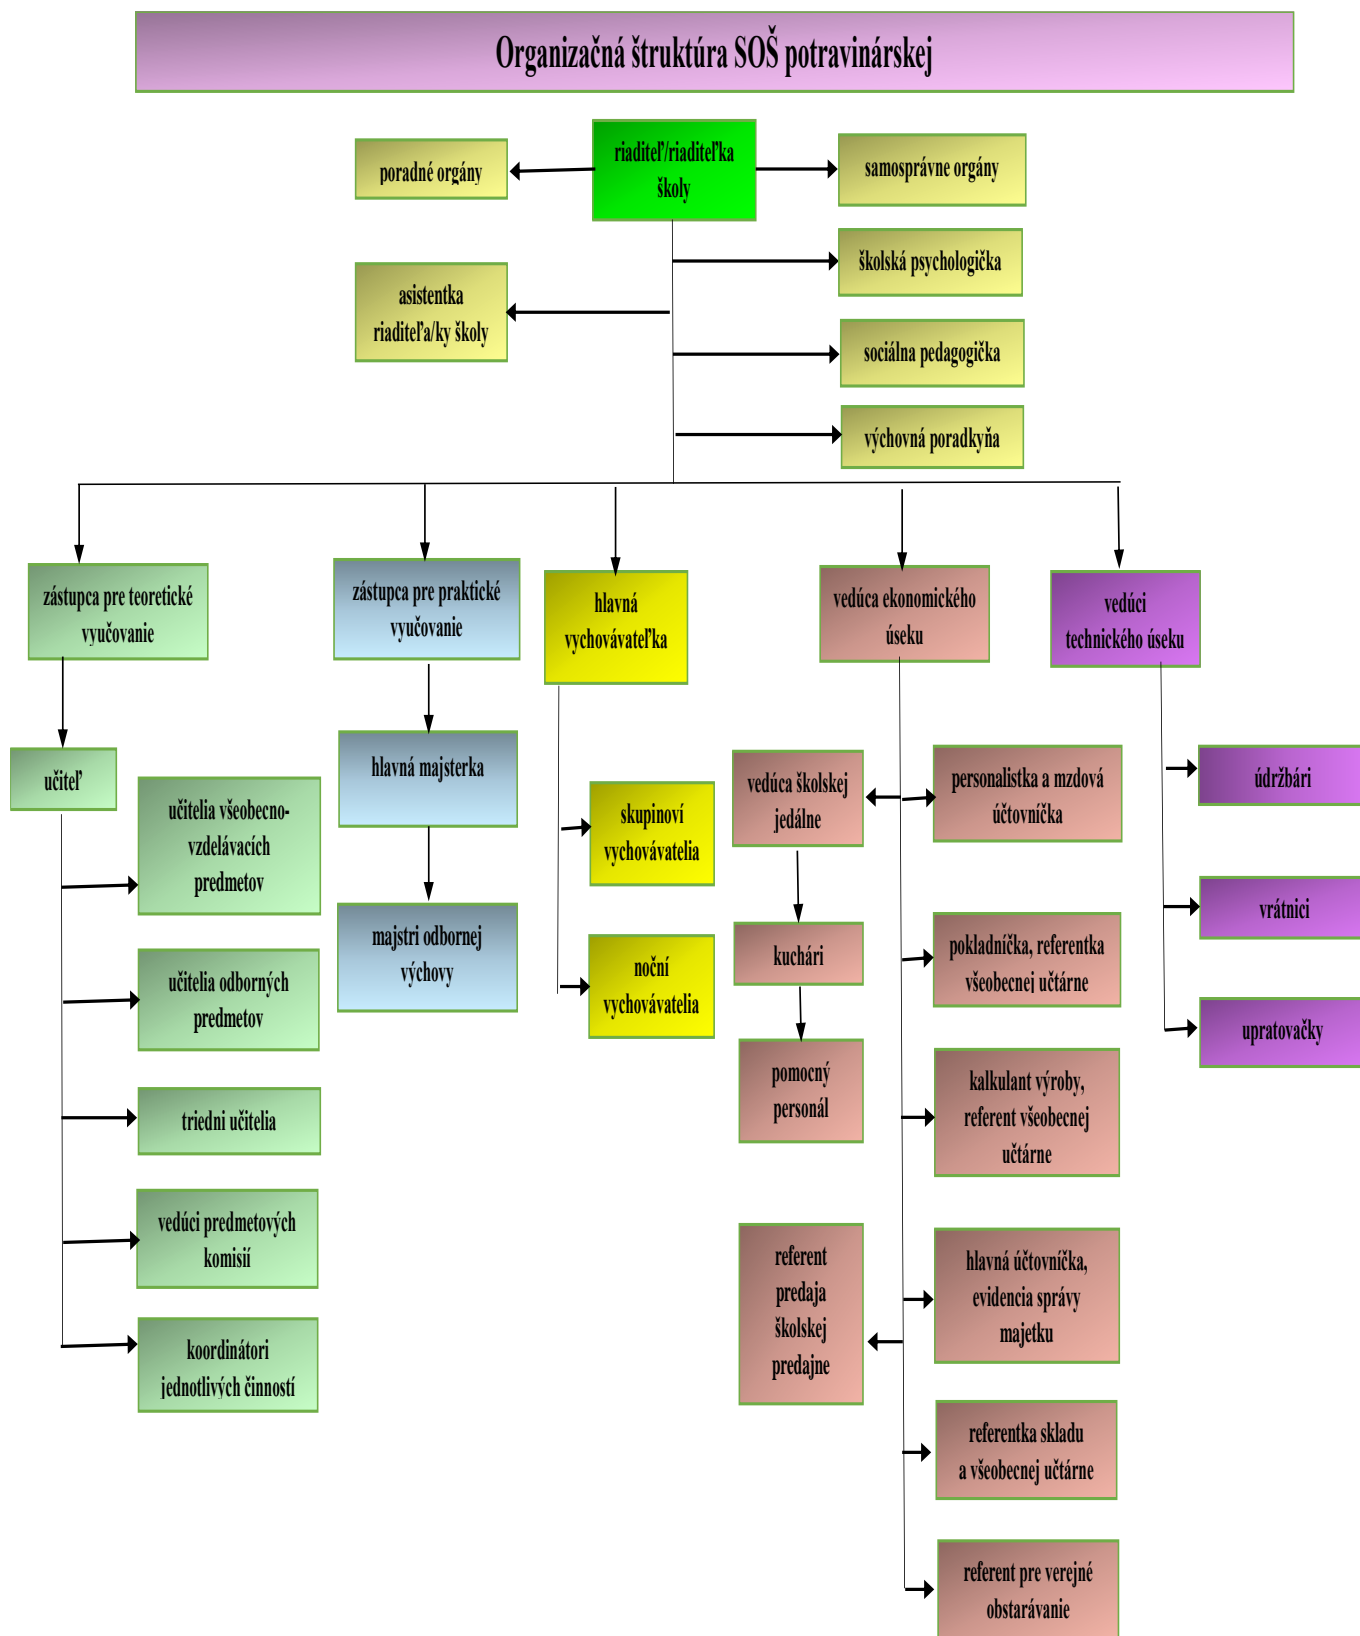 Organizačná štruktúra SOŠ potravinárskej
riaditeľ/riaditeľka
školy
poradné orgány
samosprávne orgány
školská psychologička
asistentka
riaditeľa/ky školy
sociálna pedagogička
výchovná poradkyňa
zástupca pre teoretické
vyučovanie
zástupca pre praktické
vyučovanie
hlavná
vychovávateľka
vedúca ekonomického
úseku
vedúci
technického úseku
učiteľ
učitelia všeobecno-
vzdelávacích
predmetov
učitelia odborných
predmetov
triedni učitelia
vedúci predmetových
komisií
koordinátori
jednotlivých činností
hlavná majsterka
majstri odbornej
výchovy
skupinoví
vychovávatelia
noční
vychovávatelia
vedúca školskej
jedálne
kuchári
pomocný
personál
referent
predaja
školskej
predajne
personalistka a mzdová
účtovníčka
pokladníčka, referentka
všeobecnej učtárne
kalkulant výroby,
referent všeobecnej
učtárne
hlavná účtovníčka,
evidencia správy
majetku
referentka skladu
a všeobecnej učtárne
referent pre verejné
obstarávanie
údržbári
vrátnici
upratovačky